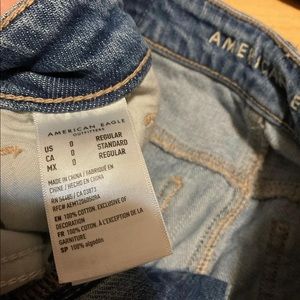 AMERICAN EAGLE
OUTFITTERS
US 0 REGULAR
CA 0 STANDARD
MX 0 REGULAR
MADE IN CHINA / FABRIQUÉ EN
CHINE / HECHO EN CHINA
RN 54485 / CA 03873
EN 100% COTTON. EXCLUSIVE OF
DECORATION
FR 100% COTON. À L'EXCEPTION DE LA
GARNITURE
SP 100% algodón
AMERICAN